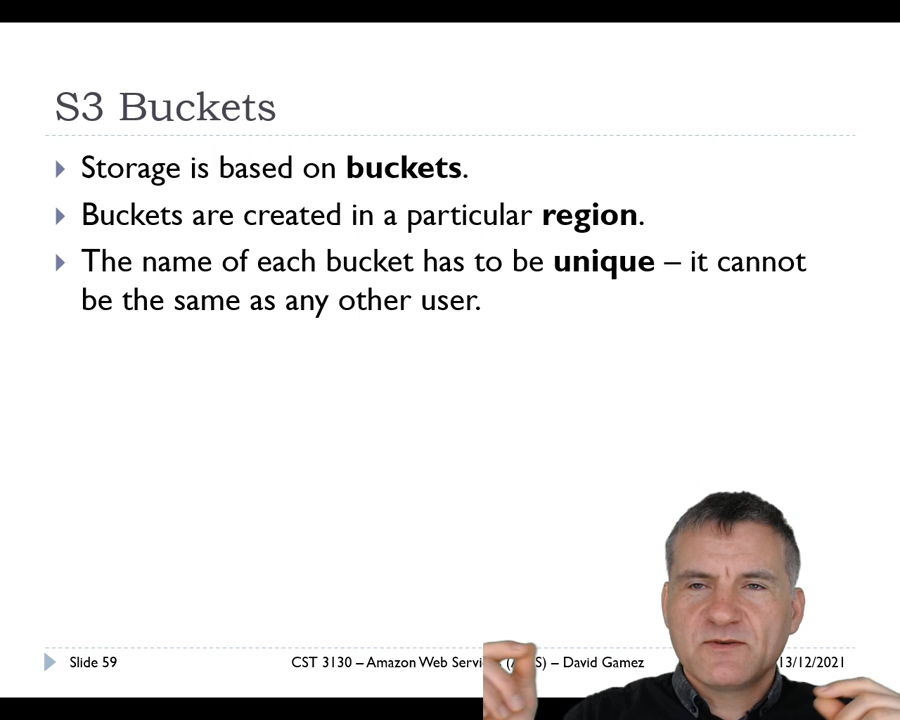 S3 Buckets
Storage is based on buckets.
Buckets are created in a particular region.
The name of each bucket has to be unique – it cannot
be the same as any other user.
Slide 59
CST 3130 – Amazon Web Servi S) – David Gamez
13/12/2021